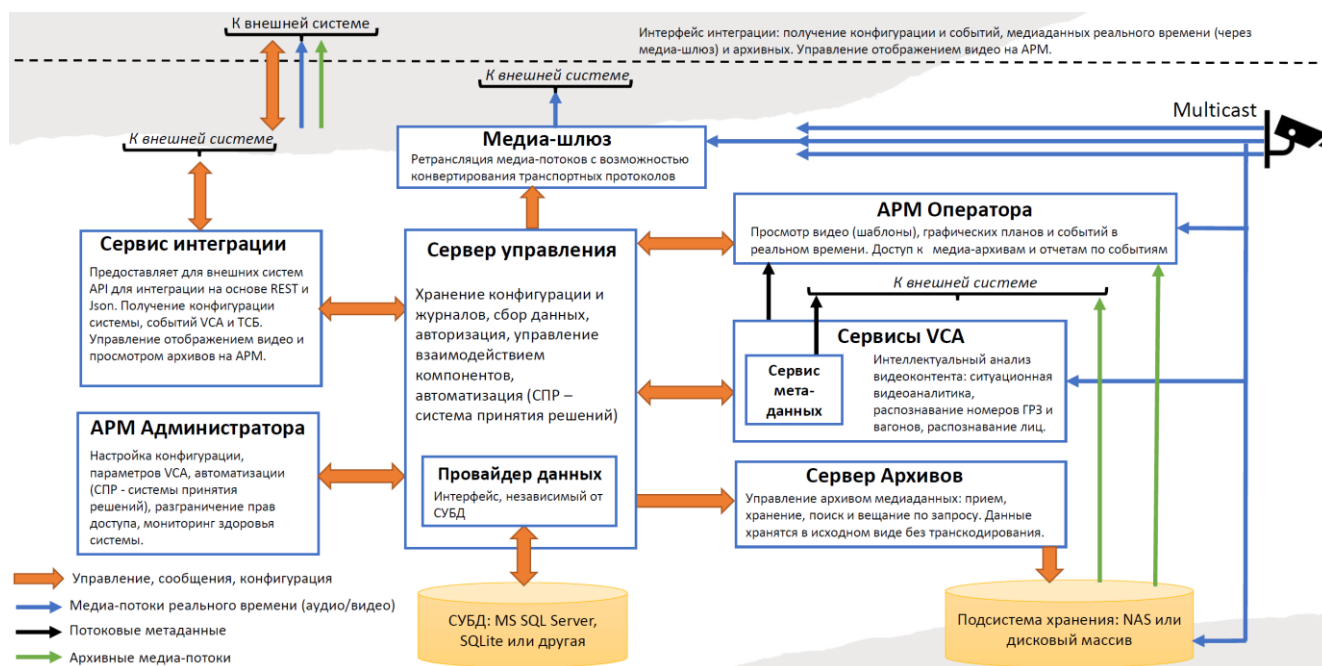 К внешней системе
Интерфейс интеграции: получение конфигурации и событий, медиаданных реального времени (через
медиа-шлюз) и архивных. Управление отображением видео на АРМ.
К внешней системе
Multicast
К внешней системе
Медиа-шлюз
Ретрансляция медиа-потоков с возможностью
конвертирования транспортных протоколов
АРМ Оператора
Просмотр видео (шаблоны), графических планов и событий в
реальном времени. Доступ к медиа-архивам и отчетам по событиям
Сервис интеграции
Предоставляет для внешних систем
API для интеграции на основе REST и
Json. Получение конфигурации
системы, событий VCA и ТСБ.
Управление отображением видео и
просмотром архивов на АРМ.
Сервер управления
Хранение конфигурации и
журналов, сбор данных,
авторизация, управление
взаимодействием
компонентов,
автоматизация (СПР –
система принятия решений)
К внешней системе
Сервисы VCA
Интеллектуальный анализ
видеоконтента: ситуационная
видеоаналитика,
распознавание номеров ГРЗ и
вагонов, распознавание лиц.
Сервис
мета-
данных
АРМ Администратора
Настройка конфигурации,
параметров VCA, автоматизации
(СПР - системы принятия
решений), разграничение прав
доступа, мониторинг здоровья
системы.
Провайдер данных
Интерфейс, независимый от
СУБД
Сервер Архивов
Управление архивом медиаданных: прием,
хранение, поиск и вещание по запросу. Данные
хранятся в исходном виде без транскодирования.
Управление, сообщения, конфигурация
Медиа-потоки реального времени (аудио/видео)
Потоковые метаданные
Архивные медиа-потоки
СУБД: MS SQL Server,
SQLite или другая
Подсистема хранения: NAS или
дисковый массив